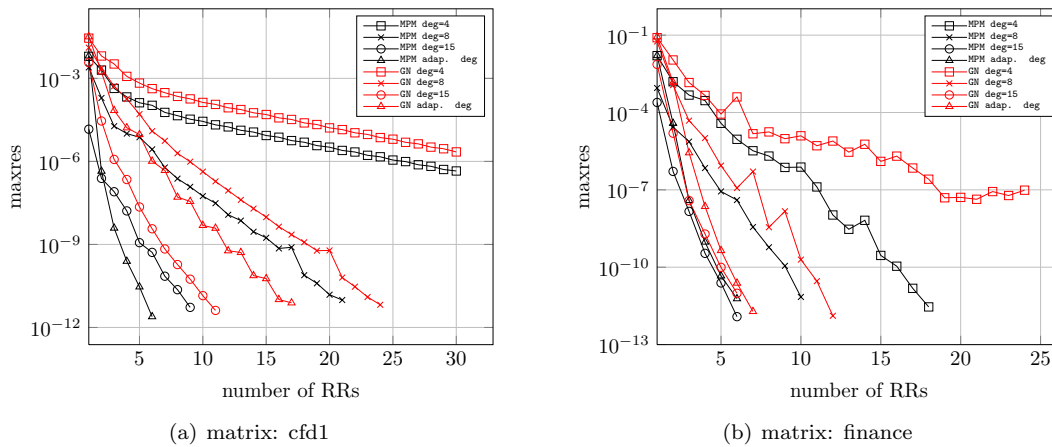 MPM deg=4
MPM deg=8
MPM deg=15
MPM adap. deg
GN deg=4
GN deg=8
GN deg=15
GN adap. deg
10−3
10−6
10−9
10−12
maxres
5 10 15 20 25 30
number of RRs
(a) matrix: cfd1
MPM deg=4
MPM deg=8
MPM deg=15
MPM adap. deg
GN deg=4
GN deg=8
GN deg=15
GN adap. deg
10−1
10−4
10−7
10−10
10−13
maxres
5 10 15 20 25
number of RRs
(b) matrix: finance